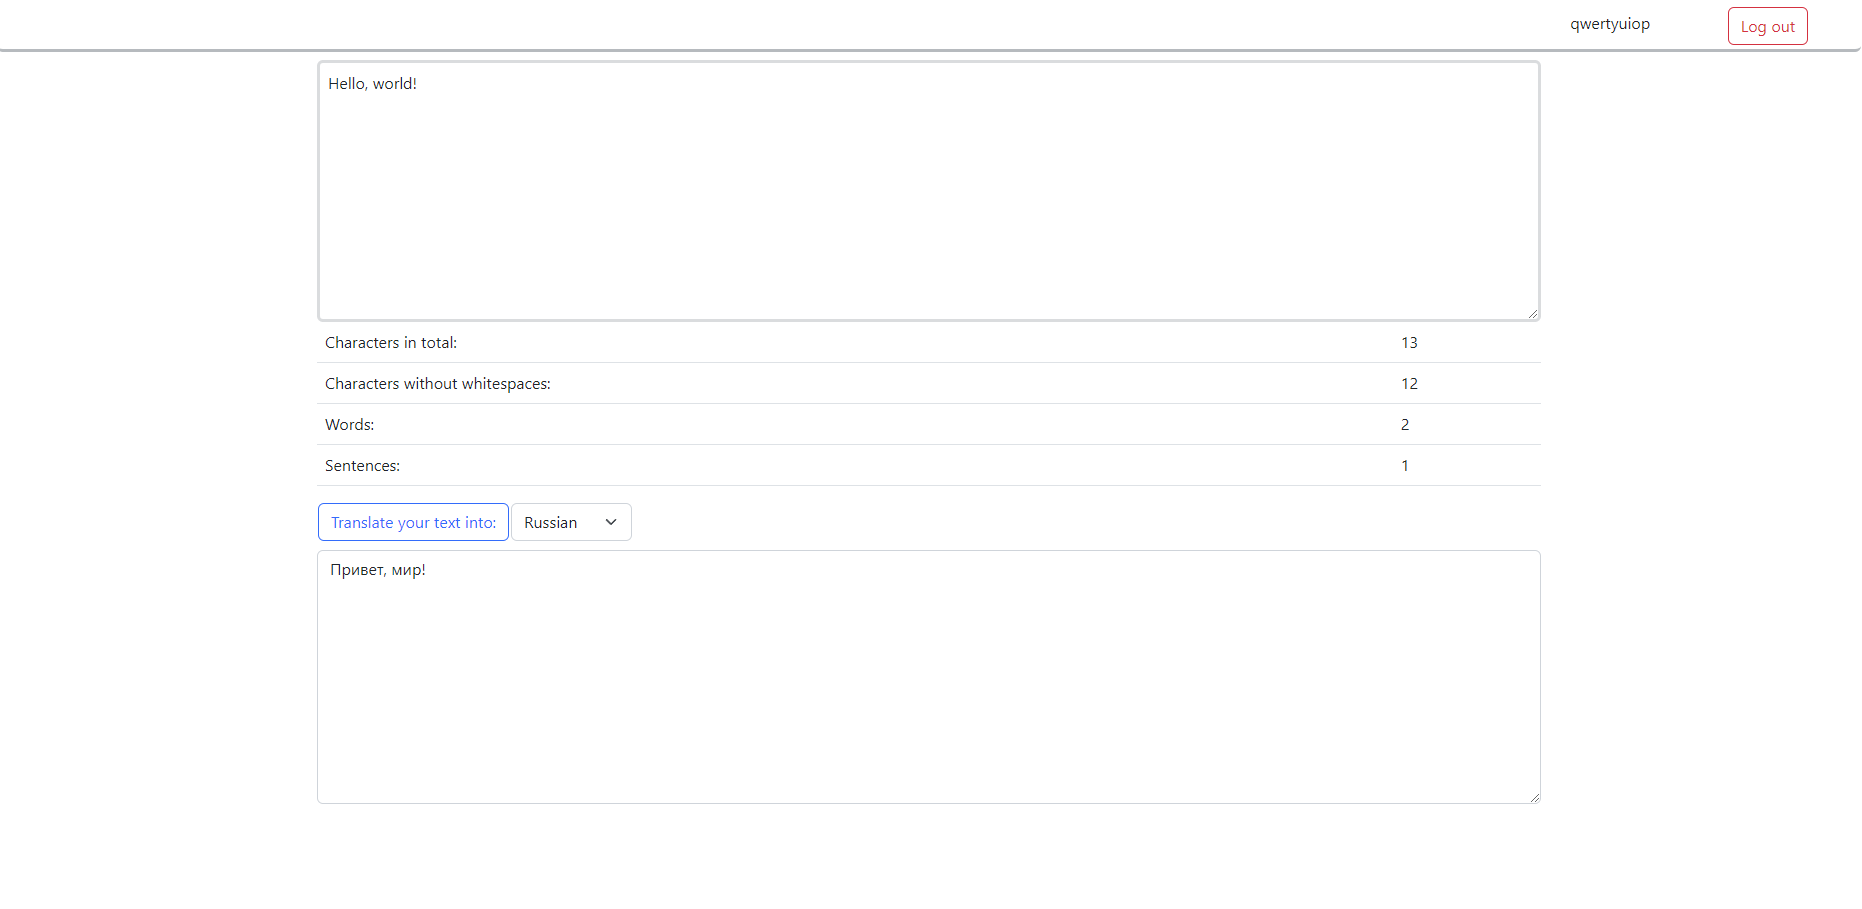 qwertyuiop Log out
Hello, world!
Characters in total: 13
Characters without whitespaces: 12
Words: 2
Sentences: 1
Translate your text into: Russian
Привет, мир!